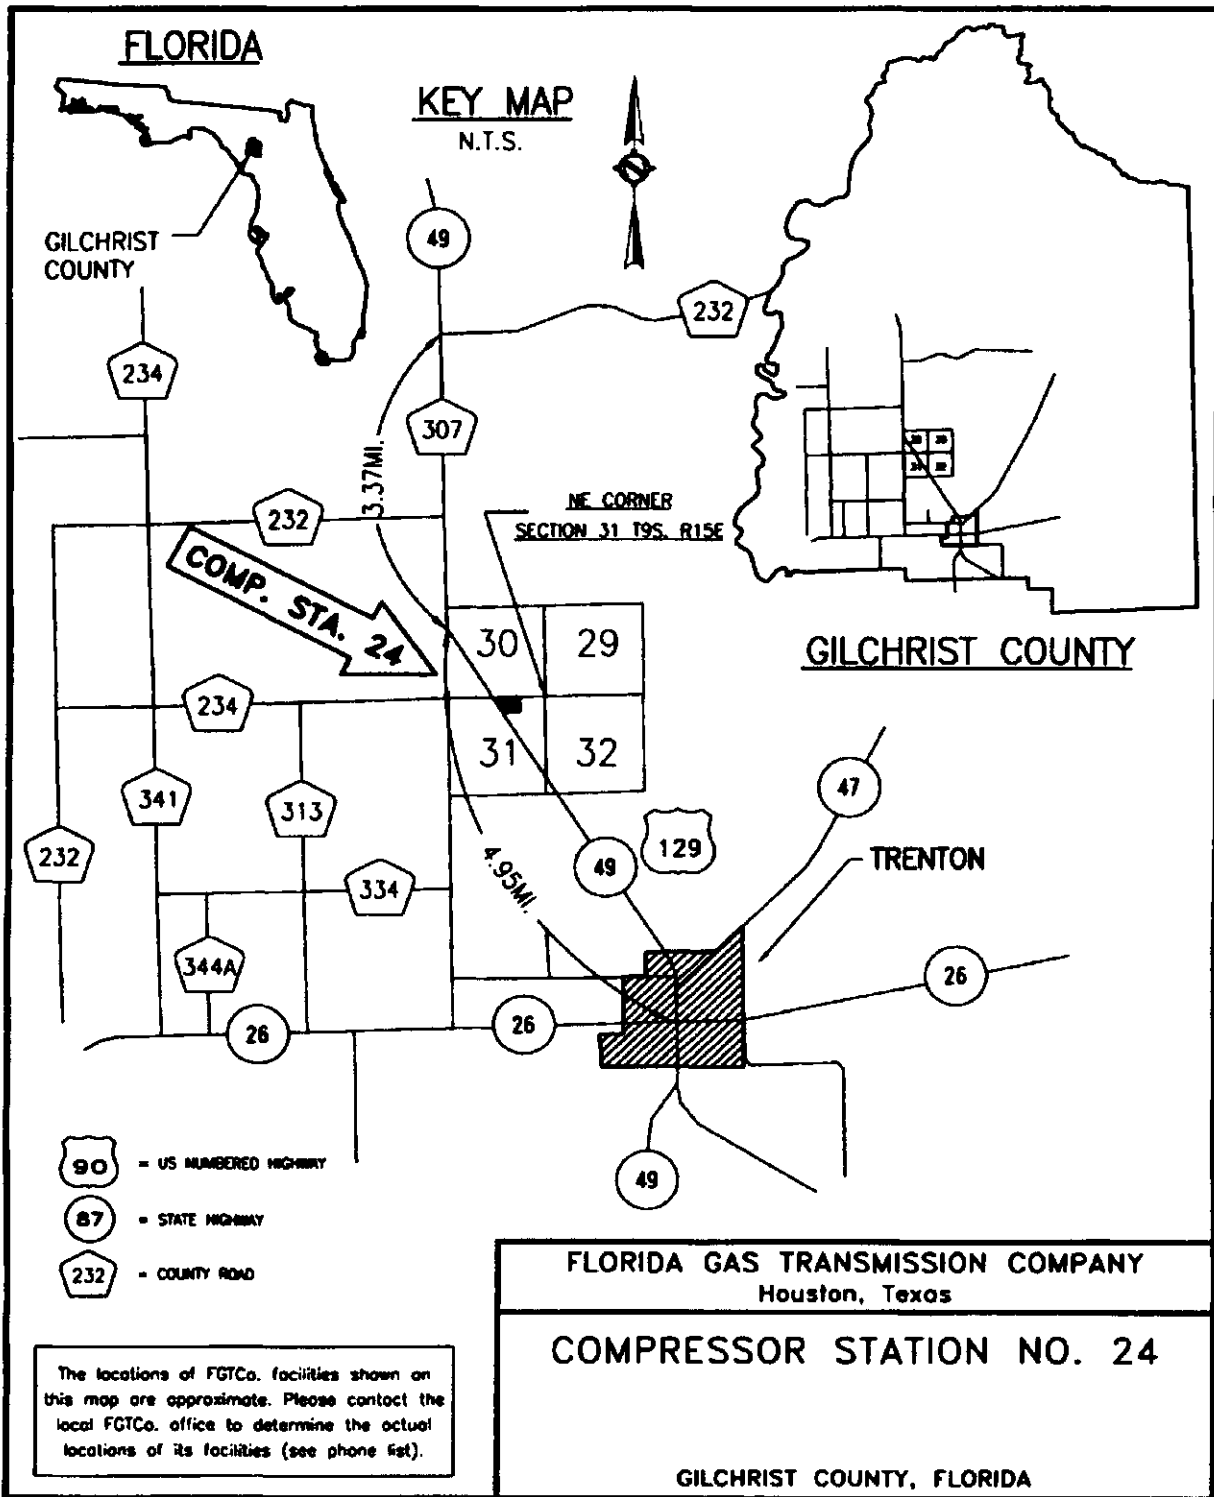 FLORIDA
KEY MAP
N.T.S.
GILCHRIST
COUNTY
49
232
234
307
3.37MI.
232
NE CORNER
SECTION 31 T9S. R15E
COMP. STA. 24
30
29
GILCHRIST COUNTY
234
31
32
341
313
47
232
129
49
TRENTON
4.95MI.
334
344A
26
26
26
49
90 = US NUMBERED HIGHWAY
87 = STATE HIGHWAY
232 = COUNTY ROAD
FLORIDA GAS TRANSMISSION COMPANY
Houston, Texas
COMPRESSOR STATION NO. 24
GILCHRIST COUNTY, FLORIDA
The locations of FGTCo. facilities shown on
this map are approximate. Please contact the
local FGTCo. office to determine the actual
locations of its facilities (see phone list).